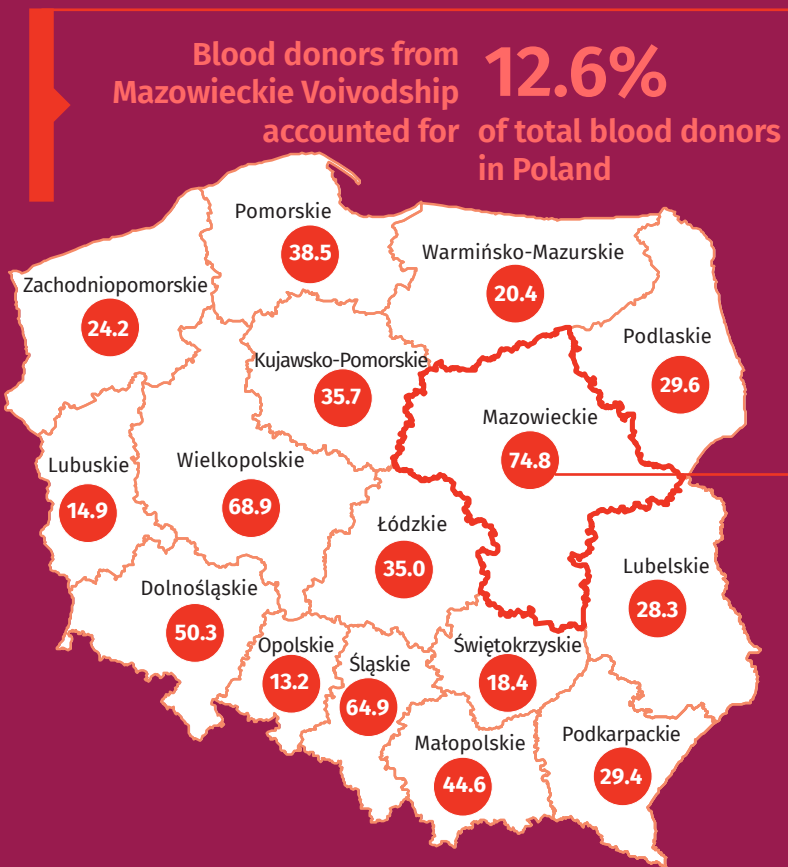 Blood donors from
Mazowieckie Voivodship
accounted for
12.6%
of total blood donors
in Poland
Pomorskie
38.5
Warmińsko-Mazurskie
20.4
Zachodniopomorskie
24.2
Podlaskie
29.6
Kujawsko-Pomorskie
35.7
Mazowieckie
74.8
Lubuskie
14.9
Wielkopolskie
68.9
Łódzkie
35.0
Lubelskie
28.3
Dolnośląskie
50.3
Opolskie
13.2
Śląskie
64.9
Świętokrzyskie
18.4
Małopolskie
44.6
Podkarpackie
29.4